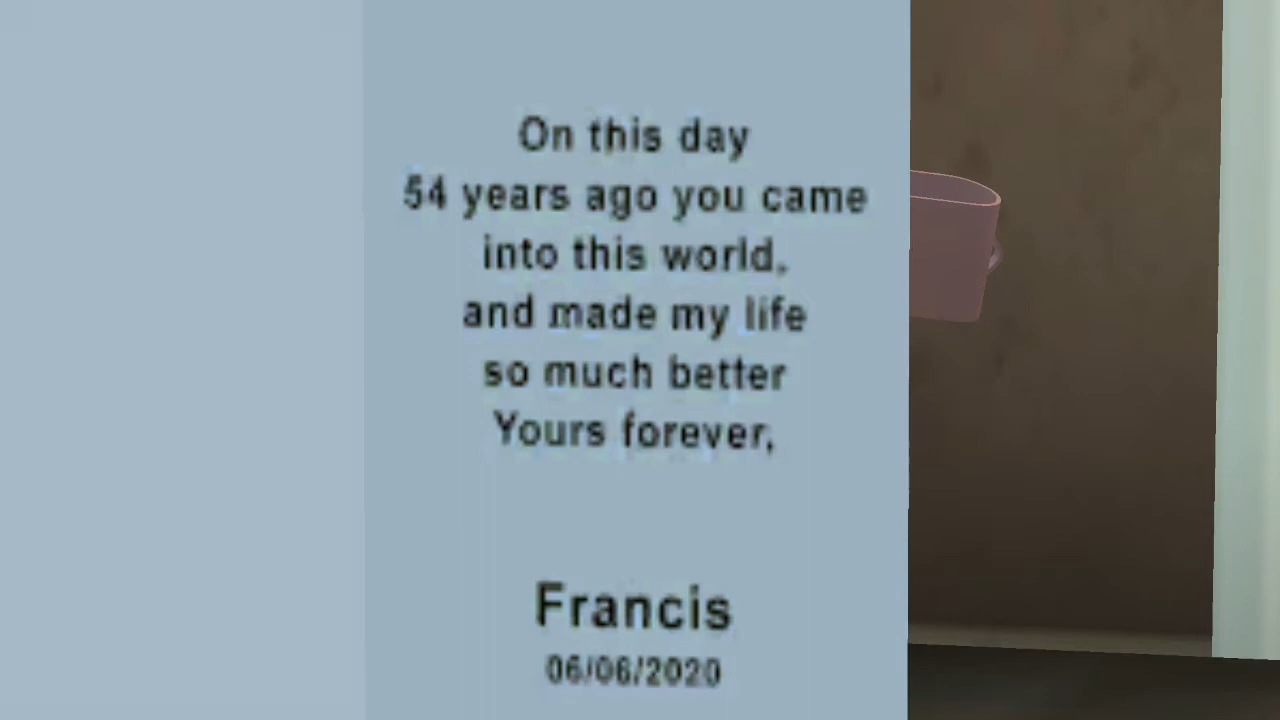 On this day
54 years ago you came
into this world,
and made my life
so much better
Yours forever,
Francis
06/06/2020